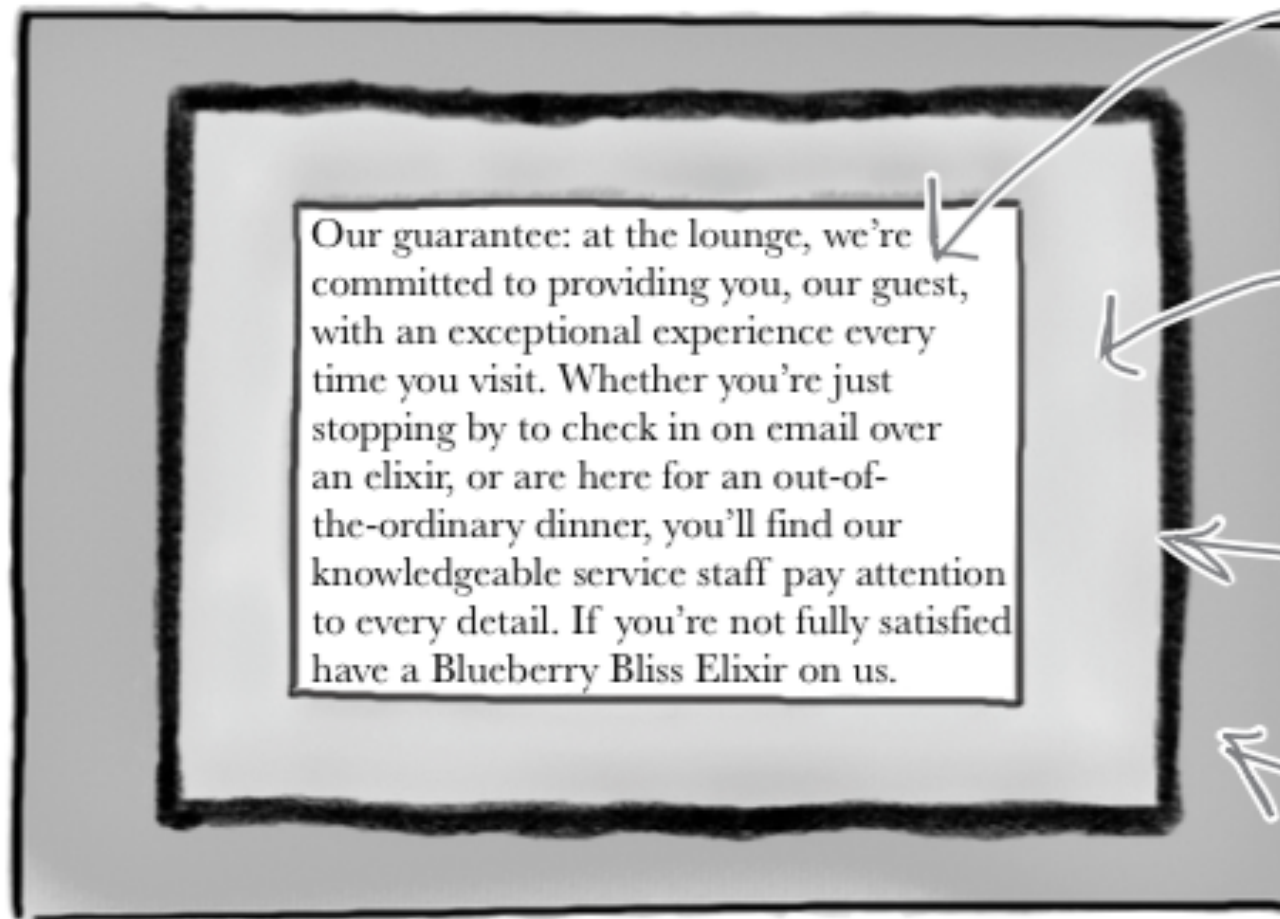 Our guarantee: at the lounge, we're
committed to providing you, our guest,
with an exceptional experience every
time you visit. Whether you're just
stopping by to check in on email over
an elixir, or are here for an out-of-
the-ordinary dinner, you'll find our
knowledgeable service staff pay attention
to every detail. If you're not fully satisfied
have a Blueberry Bliss Elixir on us.